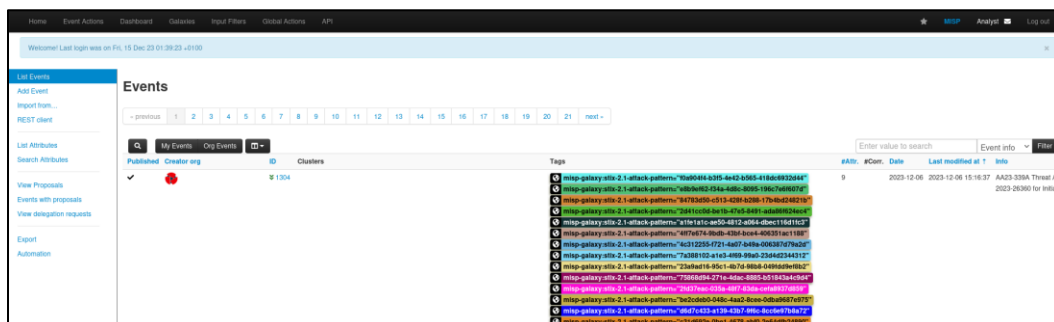 Home Event Actions Dashboard Galaxies Input Filters Global Actions API MISP Analyst Log out
Welcome! Last login was on Fri, 15 Dec 23 01:39:23 +0100 ×
List Events
Add Event
Import from...
REST client
List Attributes
Search Attributes
View Proposals
Events with proposals
View delegation requests
Export
Automation
Events
« previous 1 2 3 4 5 6 7 8 9 10 11 12 13 14 15 16 17 18 19 20 21 next »
My Events Org Events Enter value to search Event info Filter
Published Creator org ID Clusters Tags #Attr. #Corr. Date Last modified at ↑ Info
1304 9 2023-12-06 2023-12-06 15:16:37 AA23-339A Threat
2023-26360 for Initia
misp-galaxy:stix-2.1-attack-pattern="f0a904f4-b3f5-4e42-b565-418dc6932d44"
misp-galaxy:stix-2.1-attack-pattern="e8b9ef62-f34a-4d8c-8095-196c7e6f607d"
misp-galaxy:stix-2.1-attack-pattern="84783d50-c513-428f-b288-17b4bd24821b"
misp-galaxy:stix-2.1-attack-pattern="2d41cc0d-be1b-47e5-8491-ada86f624ec4"
misp-galaxy:stix-2.1-attack-pattern="a1fe1a1c-ae50-4812-a064-dbec116d1fc3"
misp-galaxy:stix-2.1-attack-pattern="4ff7e674-9bdb-43bf-bce4-406351ac1188"
misp-galaxy:stix-2.1-attack-pattern="4c312255-f721-4a07-b49a-006387d79a2d"
misp-galaxy:stix-2.1-attack-pattern="7a388102-a1e3-4f69-99a0-23d4d2344312"
misp-galaxy:stix-2.1-attack-pattern="23a9ad16-95c1-4b7d-98b8-049fdd9ef8b2"
misp-galaxy:stix-2.1-attack-pattern="75868d94-271e-4dac-8885-b51843a4c9d4"
misp-galaxy:stix-2.1-attack-pattern="2fd37eac-035a-48f7-83da-cefa8937d859"
misp-galaxy:stix-2.1-attack-pattern="be2cdeb0-048c-4aa2-8cee-0dba9687e975"
misp-galaxy:stix-2.1-attack-pattern="d6d7c433-a139-43b7-9f6c-8cc6e97b8a72"